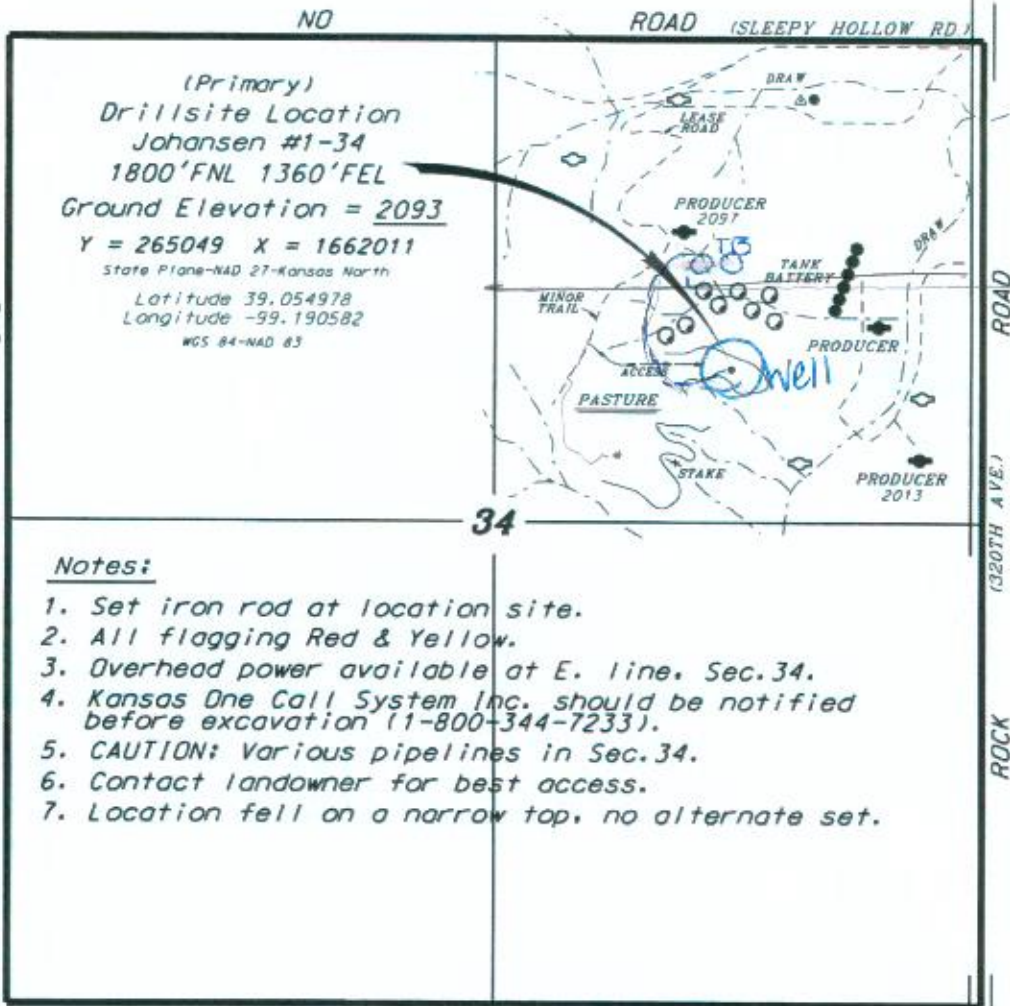 NO ROAD (SLEEPY HOLLOW RD.)
(Primary)
Drillsite Location
Johansen #1-34
1800'FNL 1360'FEL
Ground Elevation = 2093
Y = 265049 X = 1662011
State Plane-NAD 27-Kansas North
Latitude 39.054978
Longitude -99.190582
WGS 84-NAD 83
DRAW
LEASE
ROAD
PRODUCER
2097
TB
DRAW
TANK
BATTERY
MINOR
TRAIL
PRODUCER
ACCESS
Well
PASTURE
STAKE
PRODUCER
2013
ROAD
(320TH AVE.)
ROCK
34
Notes:
1. Set iron rod at location site.
2. All flagging Red & Yellow.
3. Overhead power available at E. line, Sec.34.
4. Kansas One Call System Inc. should be notified
before excavation (1-800-344-7233).
5. CAUTION: Various pipelines in Sec.34.
6. Contact landowner for best access.
7. Location fell on a narrow top, no alternate set.